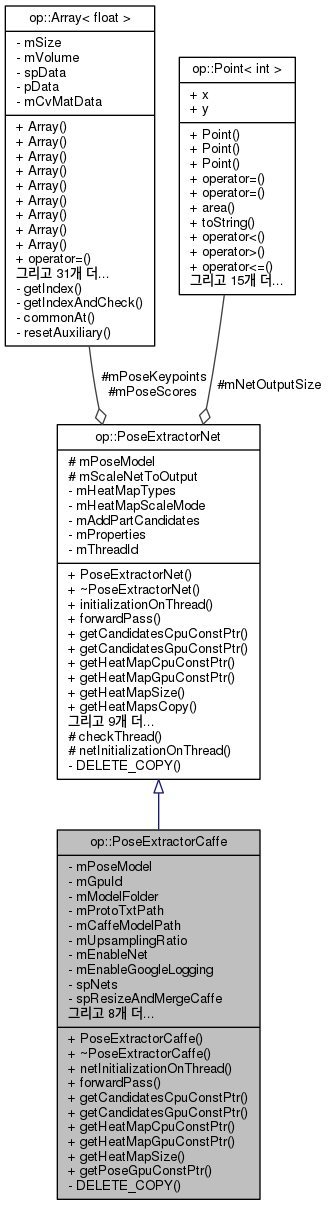 op::Array< float >
- mSize
- mVolume
- spData
- pData
- mCvMatData
+ Array()
+ Array()
+ Array()
+ Array()
+ Array()
+ Array()
+ Array()
+ Array()
+ Array()
+ operator=()
그리고 31개 더...
- getIndex()
- getIndexAndCheck()
- commonAt()
- resetAuxiliary()
op::Point< int >
+ x
+ y
+ Point()
+ Point()
+ Point()
+ operator=()
+ operator=()
+ area()
+ toString()
+ operator<()
+ operator>()
+ operator<=()
그리고 15개 더...
#mPoseKeypoints
#mPoseScores
#mNetOutputSize
op::PoseExtractorNet
# mPoseModel
# mScaleNetToOutput
- mHeatMapTypes
- mHeatMapScaleMode
- mAddPartCandidates
- mProperties
- mThreadId
+ PoseExtractorNet()
+ ~PoseExtractorNet()
+ initializationOnThread()
+ forwardPass()
+ getCandidatesCpuConstPtr()
+ getCandidatesGpuConstPtr()
+ getHeatMapCpuConstPtr()
+ getHeatMapGpuConstPtr()
+ getHeatMapSize()
+ getHeatMapsCopy()
그리고 9개 더...
# checkThread()
# netInitializationOnThread()
- DELETE_COPY()
op::PoseExtractorCaffe
- mPoseModel
- mGpuId
- mModelFolder
- mProtoTxtPath
- mCaffeModelPath
- mUpsamplingRatio
- mEnableNet
- mEnableGoogleLogging
- spNets
- spResizeAndMergeCaffe
그리고 8개 더...
+ PoseExtractorCaffe()
+ ~PoseExtractorCaffe()
+ netInitializationOnThread()
+ forwardPass()
+ getCandidatesCpuConstPtr()
+ getCandidatesGpuConstPtr()
+ getHeatMapCpuConstPtr()
+ getHeatMapGpuConstPtr()
+ getHeatMapSize()
+ getPoseGpuConstPtr()
- DELETE_COPY()